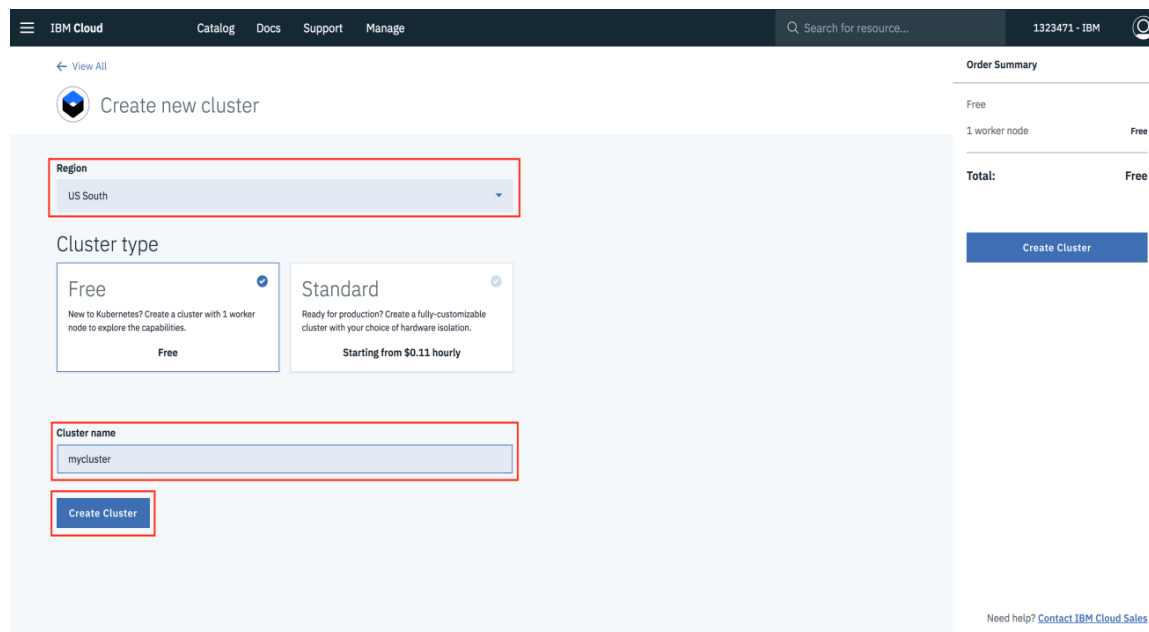 IBM Cloud Catalog Docs Support Manage Search for resource... 1323471 - IBM
← View All
Create new cluster
Region
US South
Cluster type
Free
New to Kubernetes? Create a cluster with 1 worker
node to explore the capabilities.
Free
Standard
Ready for production? Create a fully-customizable
cluster with your choice of hardware isolation.
Starting from $0.11 hourly
Cluster name
mycluster
Create Cluster
Order Summary
Free
1 worker node Free
Total: Free
Create Cluster
Need help? Contact IBM Cloud Sales